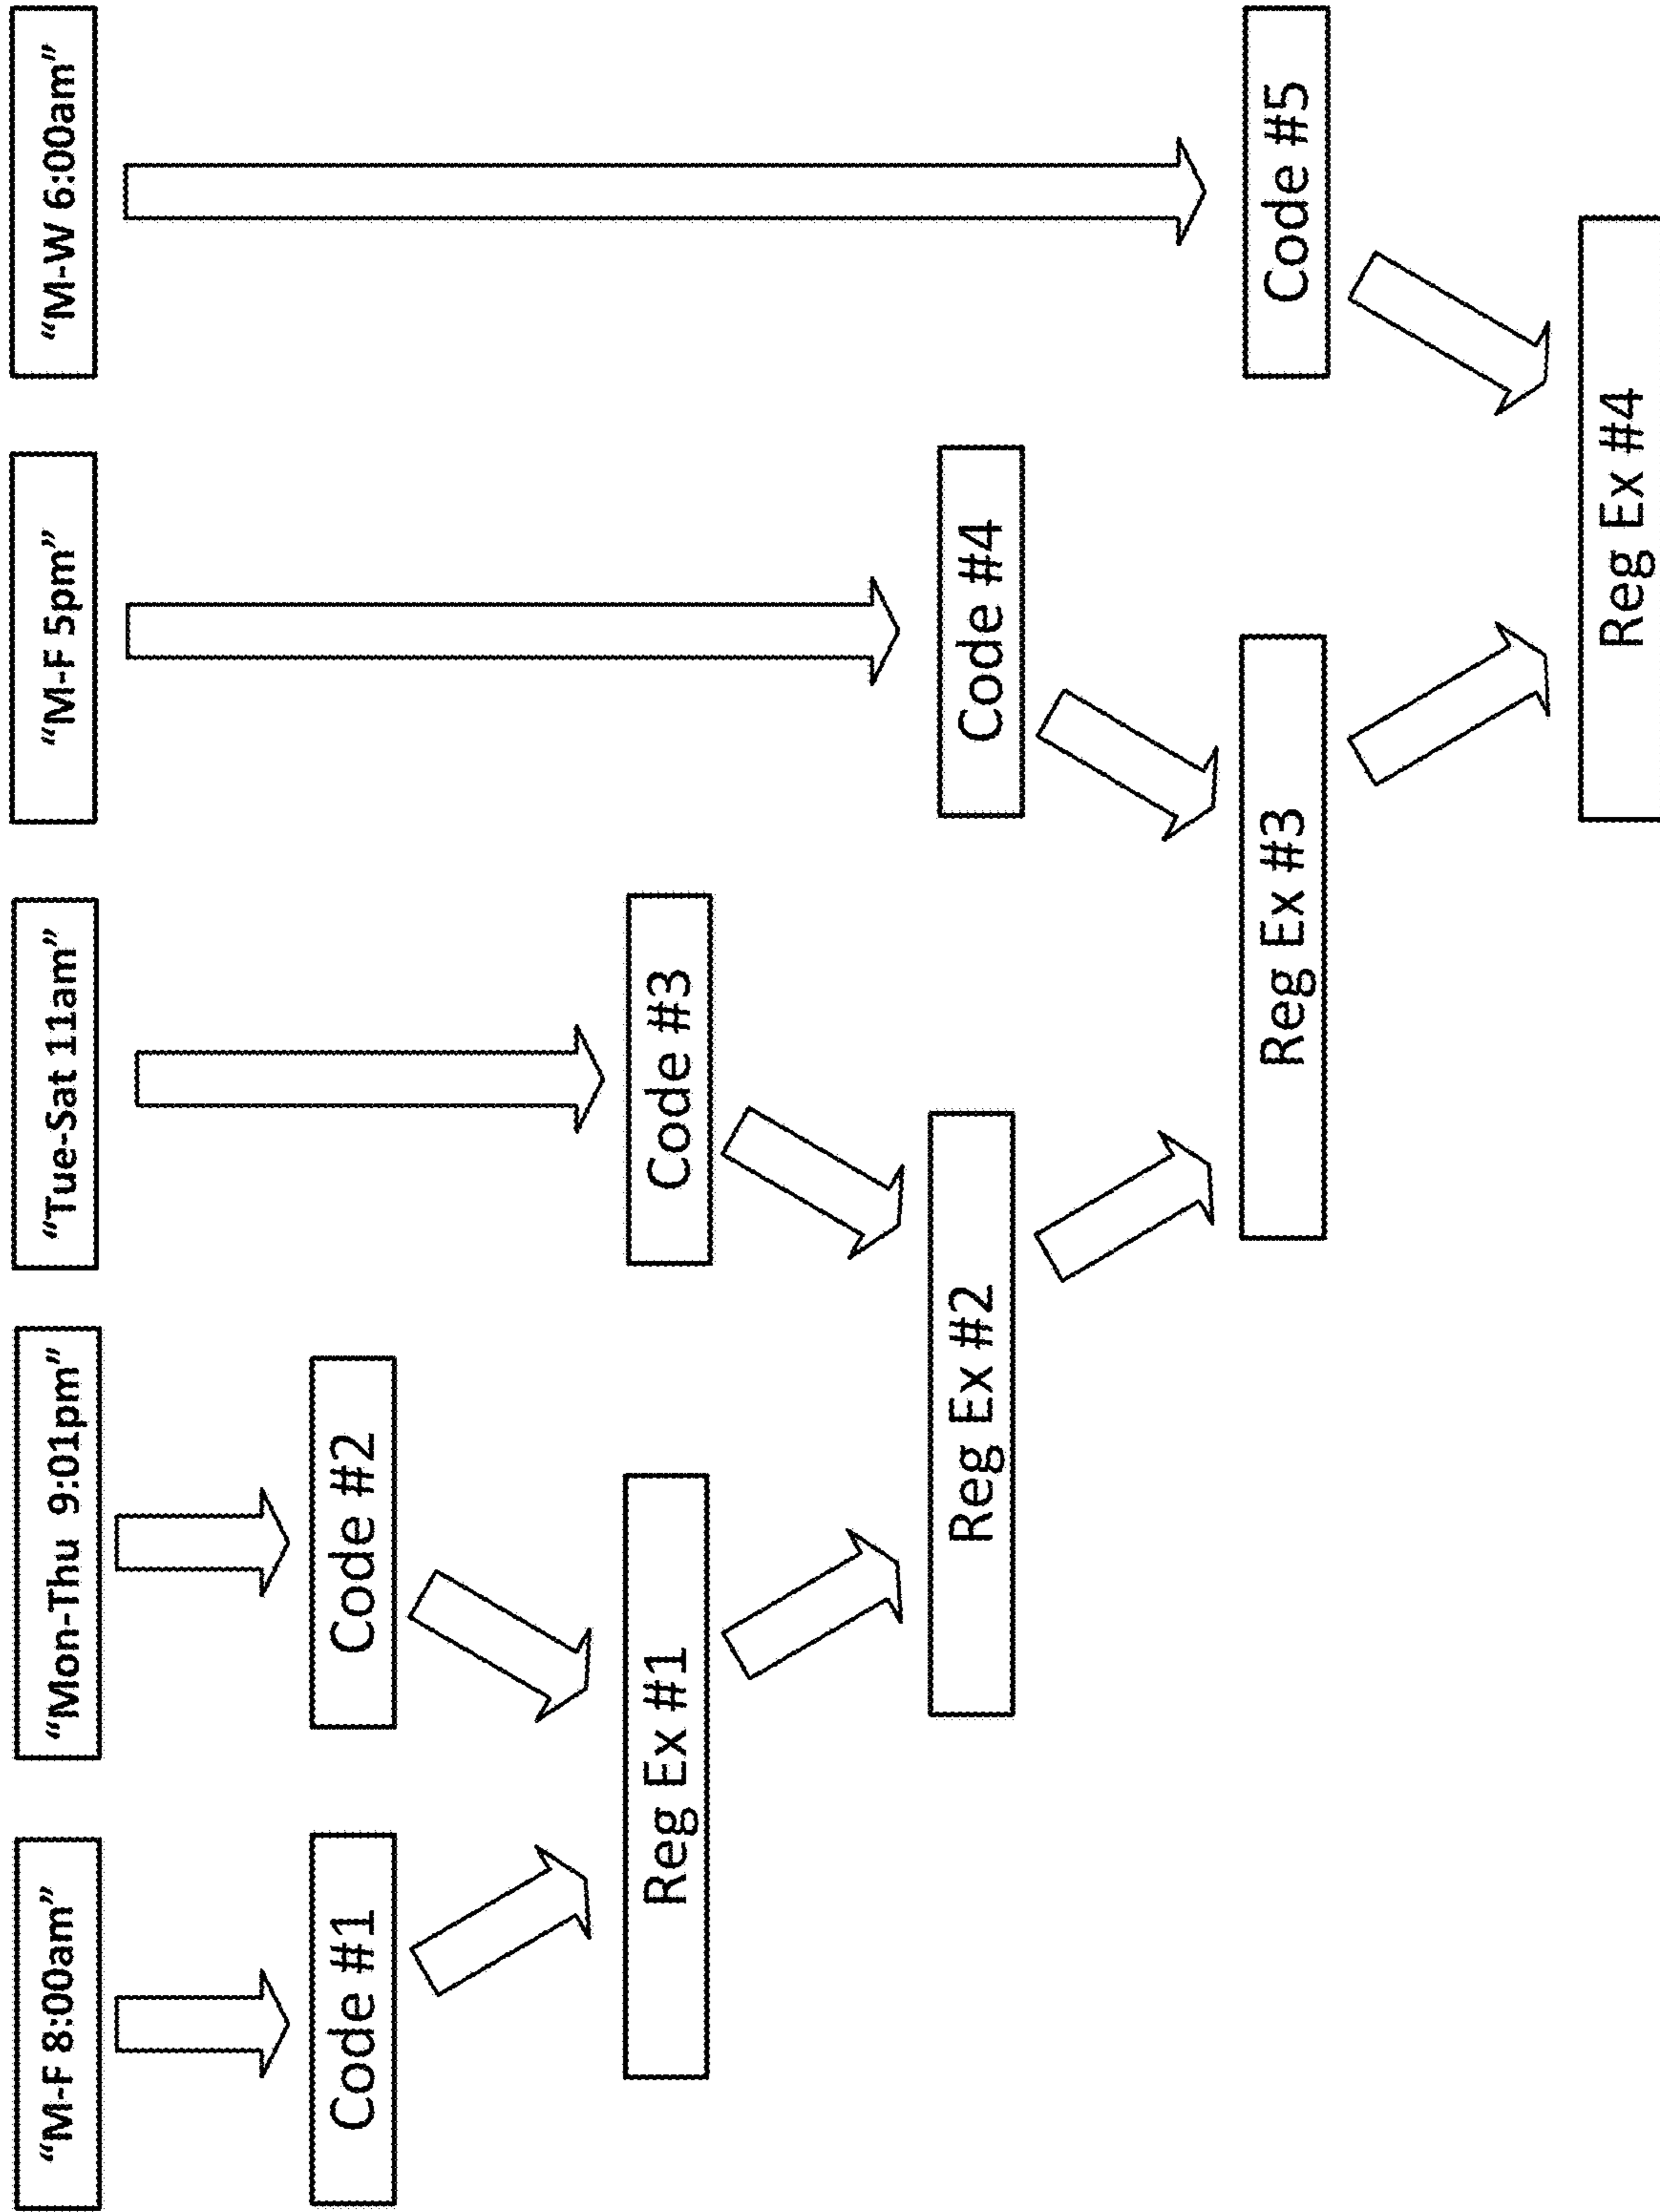 “M-F 8:00am”
“Mon-Thu  9:01pm”
“Tue-Sat 11am”
“M-F 5pm”
“M-W 6:00am”
Code #1
Code #2
Reg Ex #1
Code #3
Reg Ex #2
Code #4
Reg Ex #3
Code #5
Reg Ex #4